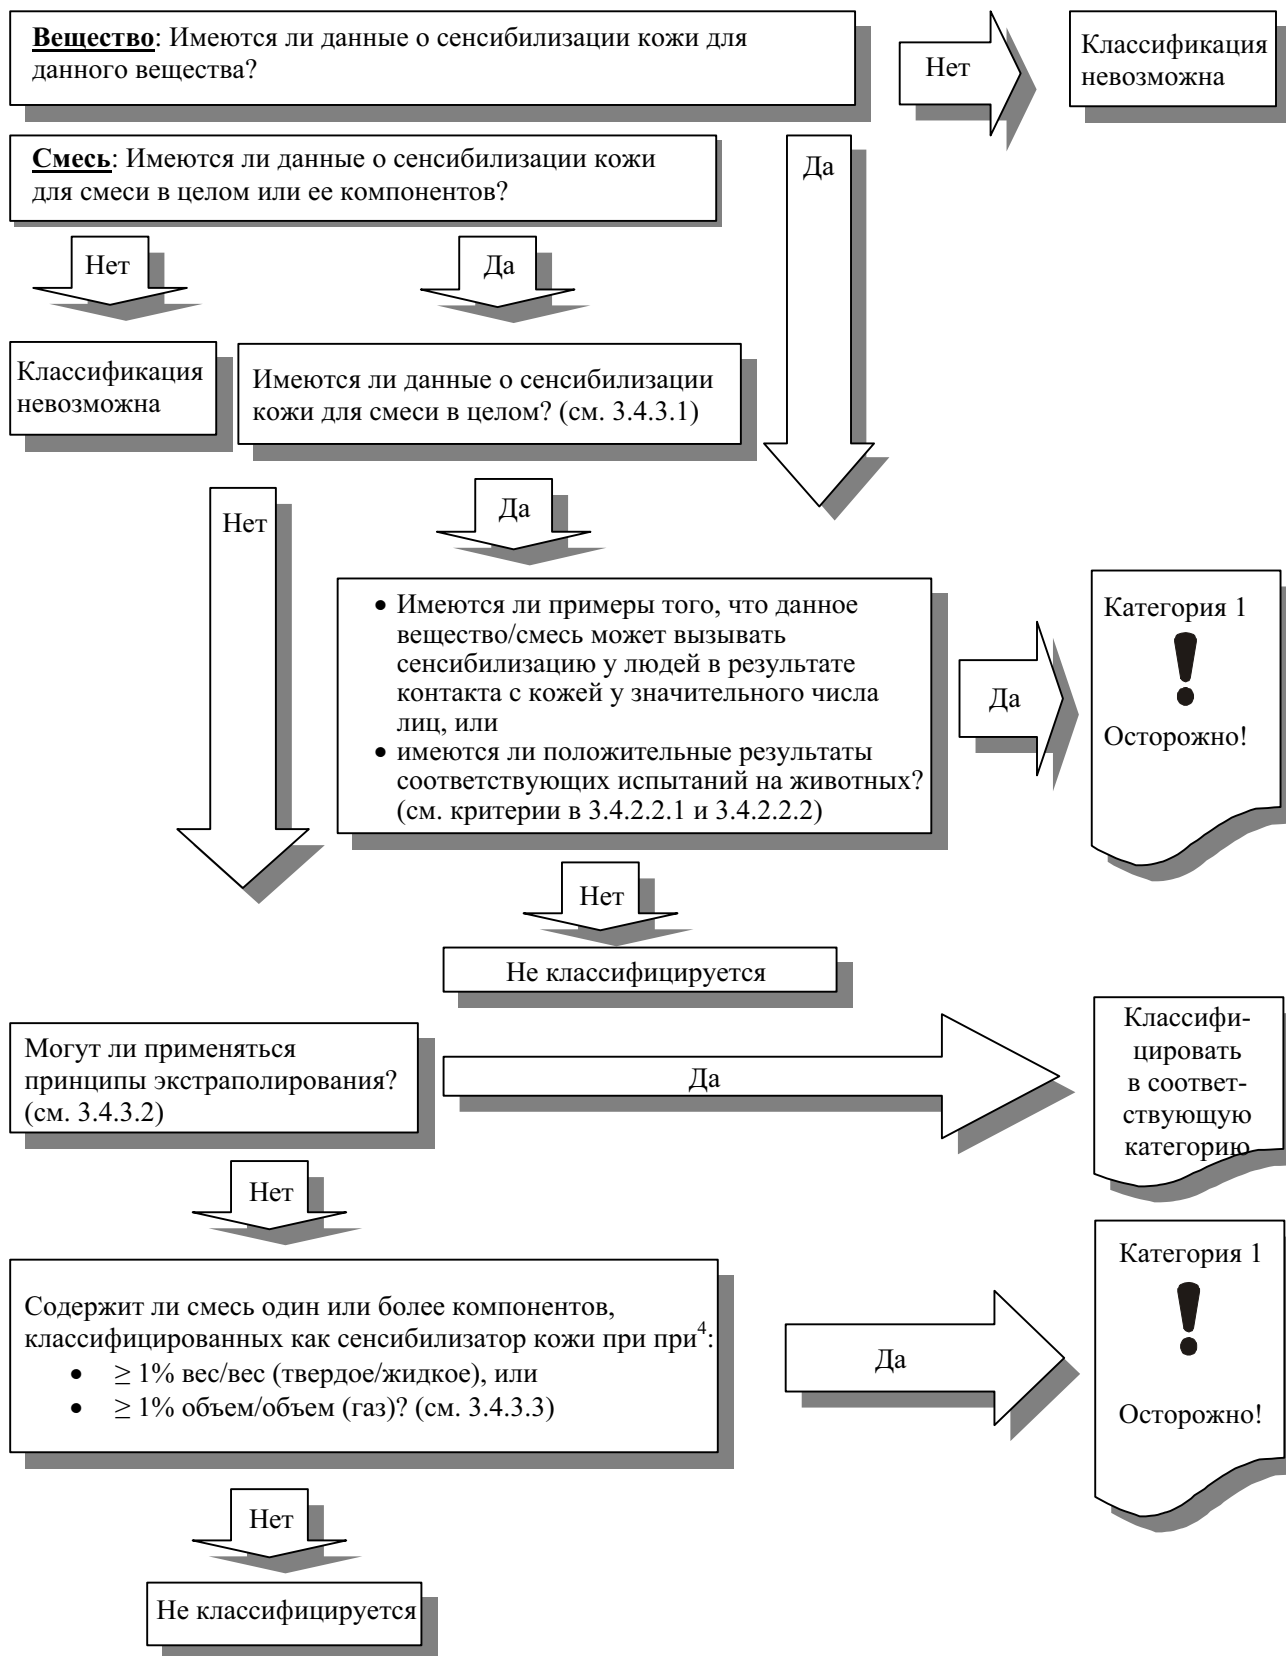 Вещество: Имеются ли данные о сенсибилизации кожи для
данного вещества?
Нет
Классификация
невозможна
Смесь: Имеются ли данные о сенсибилизации кожи
для смеси в целом или ее компонентов?
Да
Нет
Да
Классификация
невозможна
Имеются ли данные о сенсибилизации
кожи для смеси в целом? (см. 3.4.3.1)
Нет
Да
• Имеются ли примеры того, что данное
вещество/смесь может вызывать
сенсибилизацию у людей в результате
контакта с кожей у значительного числа
лиц, или
• имеются ли положительные результаты
соответствующих испытаний на животных?
(см. критерии в 3.4.2.2.1 и 3.4.2.2.2)
Да
Категория 1
!
Осторожно!
Нет
Не классифицируется
Могут ли применяться
принципы экстраполирования?
(см. 3.4.3.2)
Да
Классифи-
цировать
в соответ-
ствующую
категорию
Нет
Содержит ли смесь один или более компонентов,
классифицированных как сенсибилизатор кожи при при⁴:
• ≥ 1% вес/вес (твердое/жидкое), или
• ≥ 1% объем/объем (газ)? (см. 3.4.3.3)
Да
Категория 1
!
Осторожно!
Нет
Не классифицируется